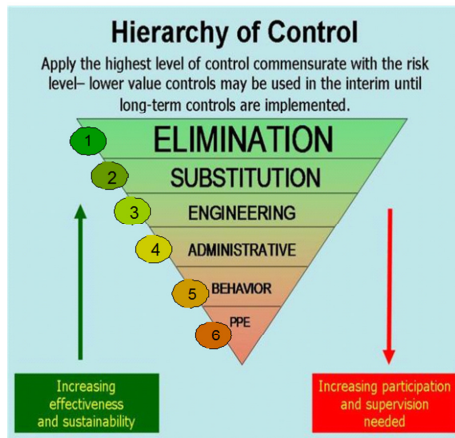 Hierarchy of Control
Apply the highest level of control commensurate with the risk
level– lower value controls may be used in the interim until
long-term controls are implemented.
1 ELIMINATION
2 SUBSTITUTION
3 ENGINEERING
4 ADMINISTRATIVE
5 BEHAVIOR
6 PPE
Increasing
effectiveness
and sustainability
Increasing participation
and supervision
needed